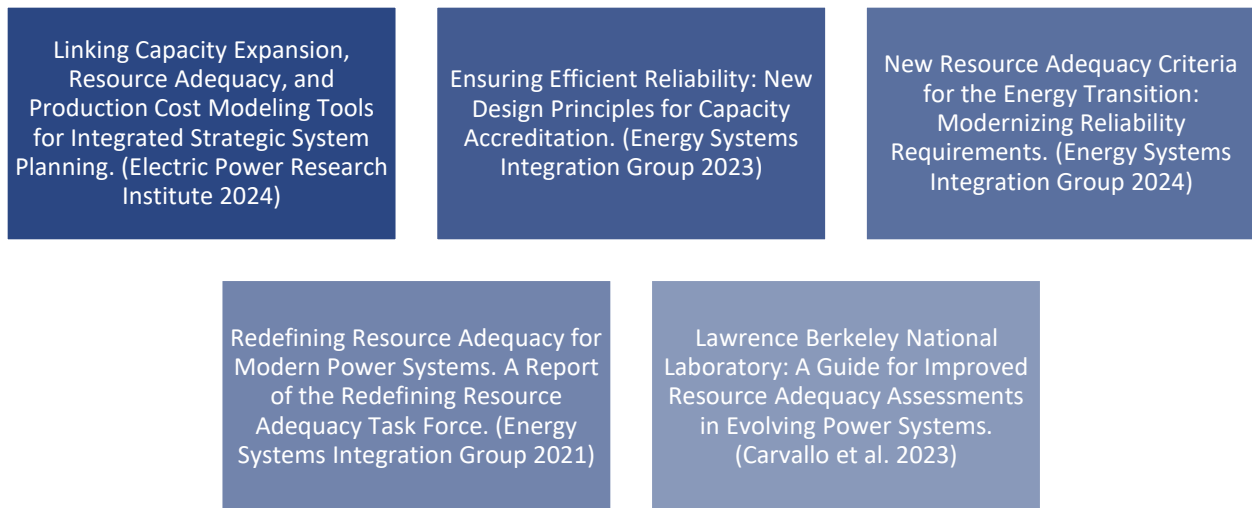 Linking Capacity Expansion,
Resource Adequacy, and
Production Cost Modeling Tools
for Integrated Strategic System
Planning. (Electric Power Research
Institute 2024)
Ensuring Efficient Reliability: New
Design Principles for Capacity
Accreditation. (Energy Systems
Integration Group 2023)
New Resource Adequacy Criteria
for the Energy Transition:
Modernizing Reliability
Requirements. (Energy Systems
Integration Group 2024)
Redefining Resource Adequacy for
Modern Power Systems. A Report
of the Redefining Resource
Adequacy Task Force. (Energy
Systems Integration Group 2021)
Lawrence Berkeley National
Laboratory: A Guide for Improved
Resource Adequacy Assessments
in Evolving Power Systems.
(Carvallo et al. 2023)